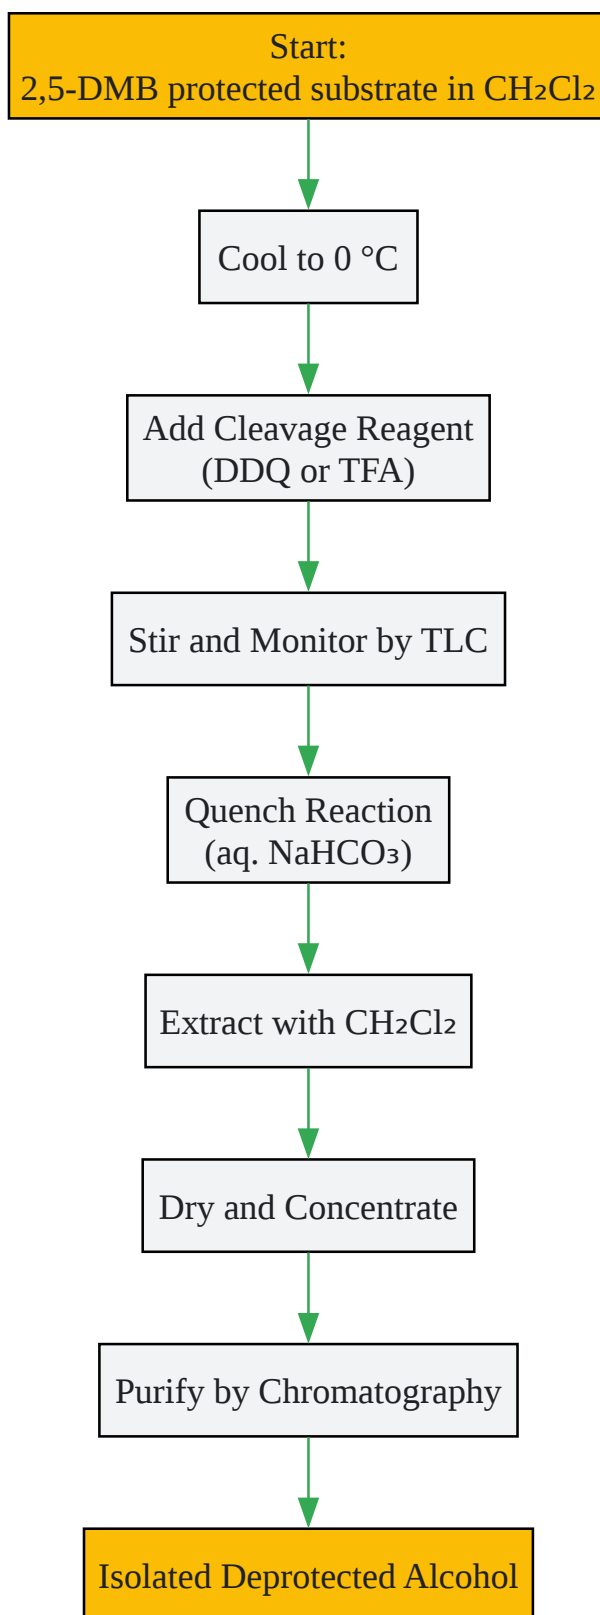 Start:
2,5-DMB protected substrate in CH₂Cl₂
Cool to 0 °C
Add Cleavage Reagent
(DDQ or TFA)
Stir and Monitor by TLC
Quench Reaction
(aq. NaHCO₃)
Extract with CH₂Cl₂
Dry and Concentrate
Purify by Chromatography
Isolated Deprotected Alcohol